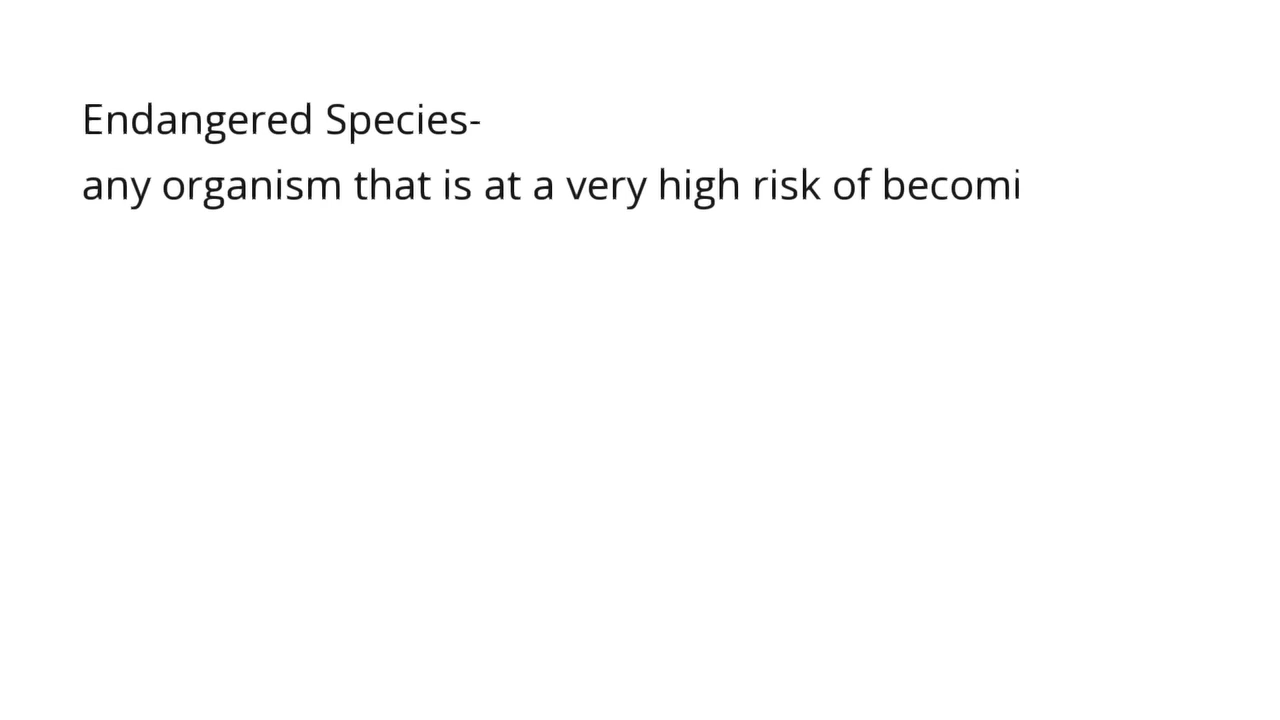 Endangered Species-
any organism that is at a very high risk of becomi